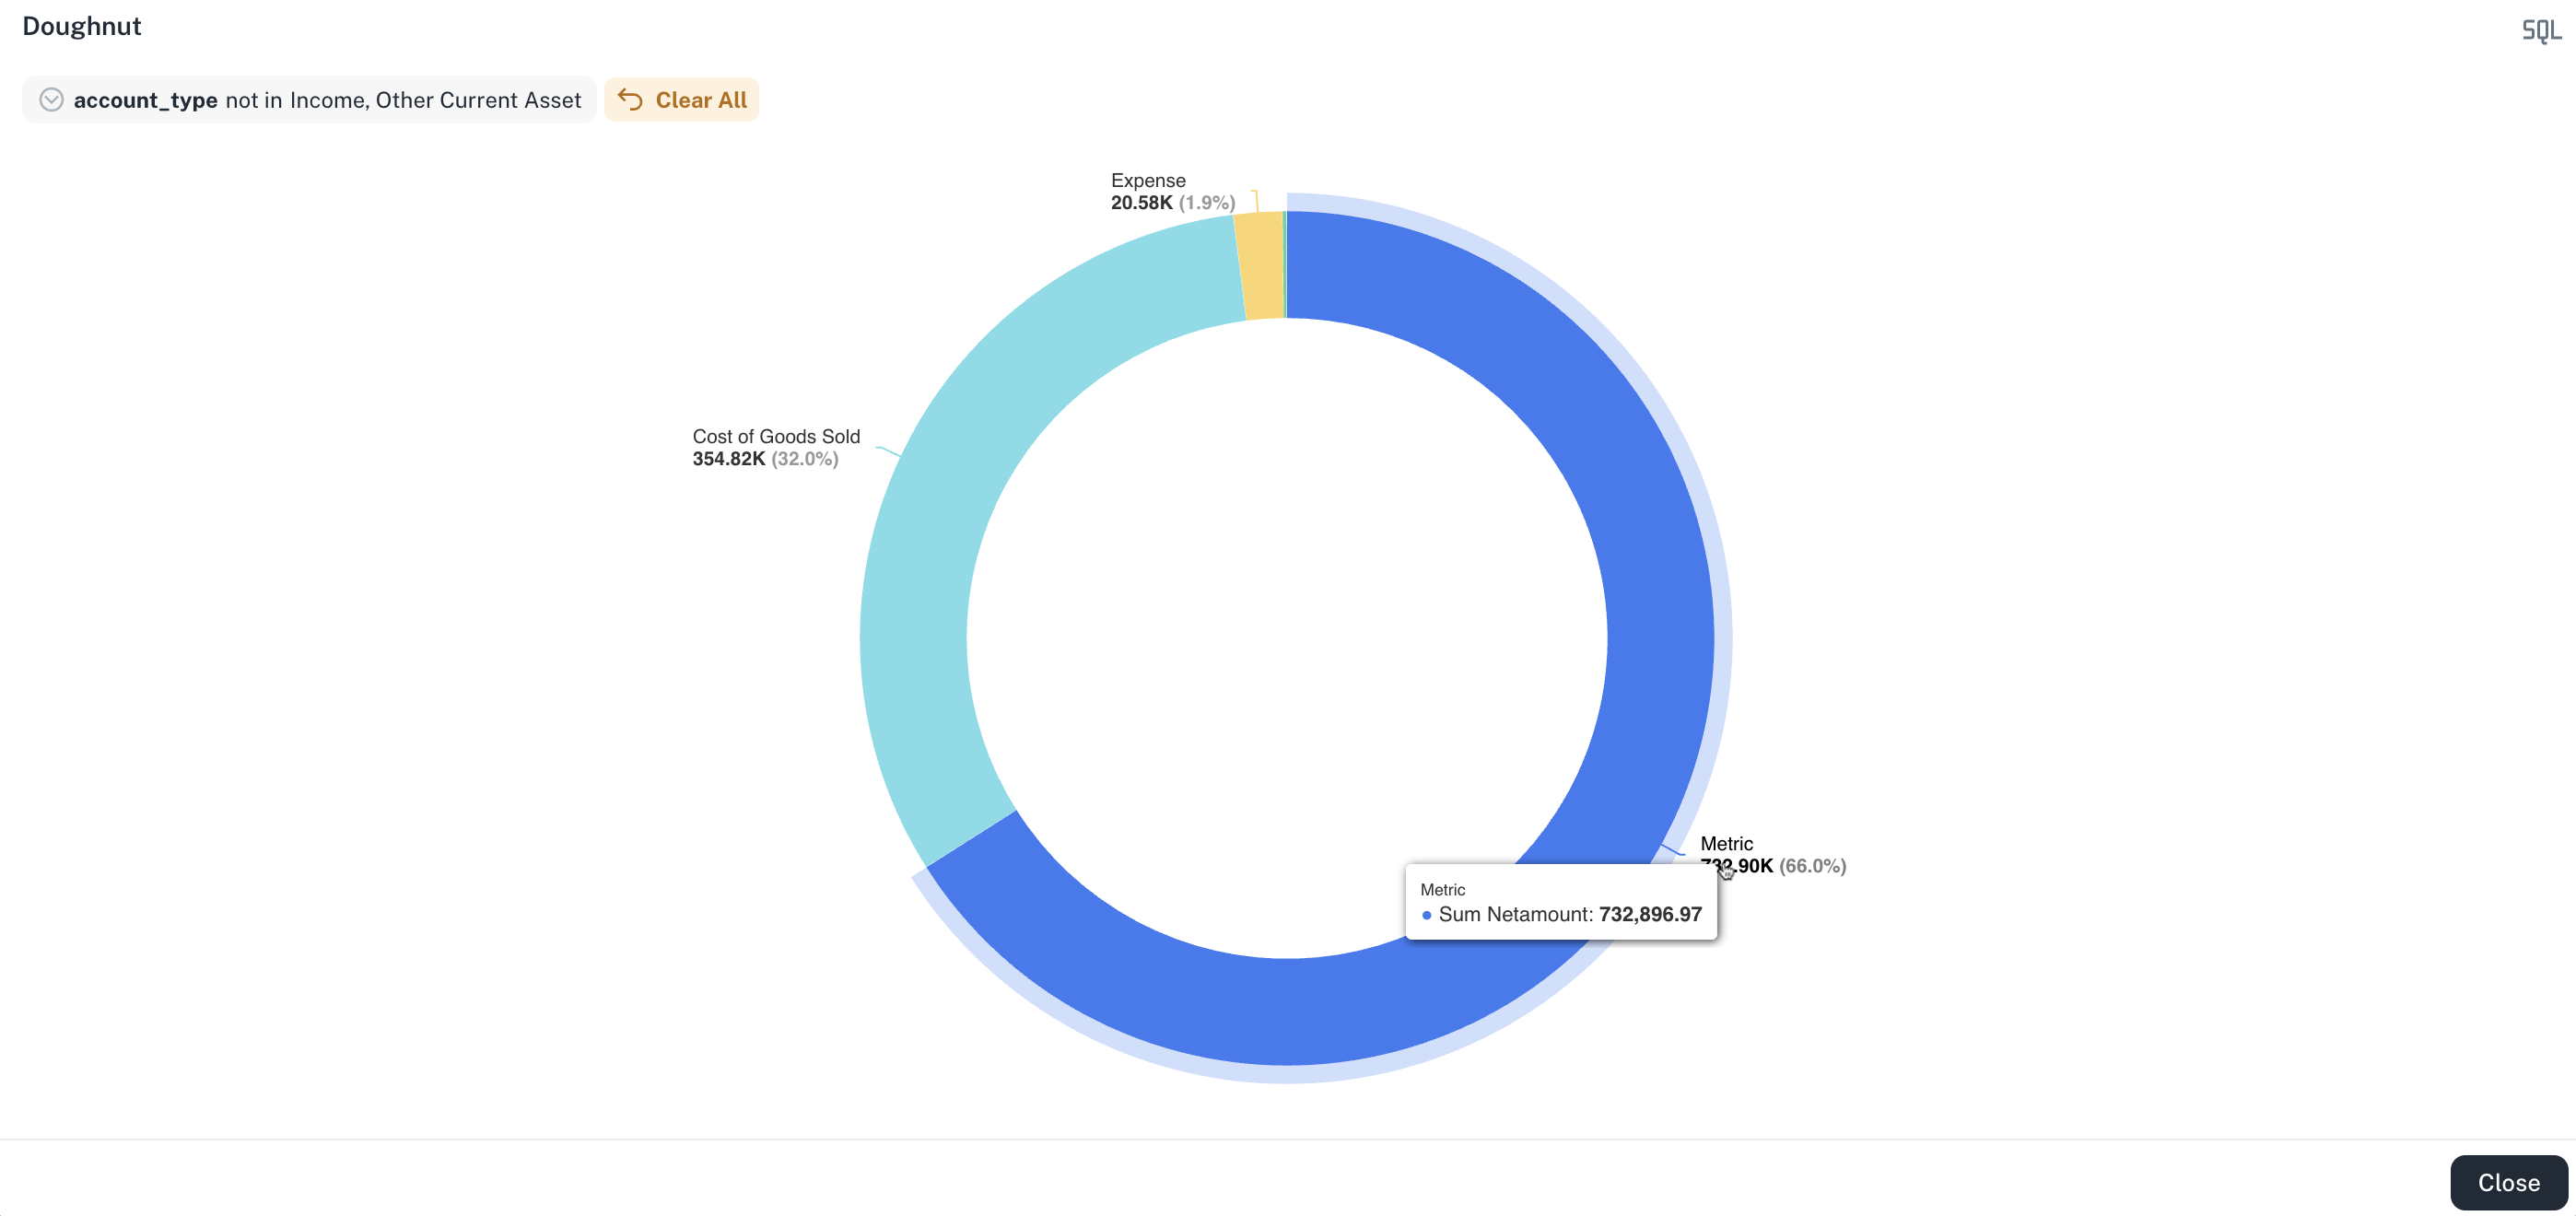 Doughnut
SQL
account_type not in Income, Other Current Asset
Clear All
Expense
20.58K (1.9%)
Cost of Goods Sold
354.82K (32.0%)
Metric
732.90K (66.0%)
Metric
Sum Netamount: 732,896.97
Close